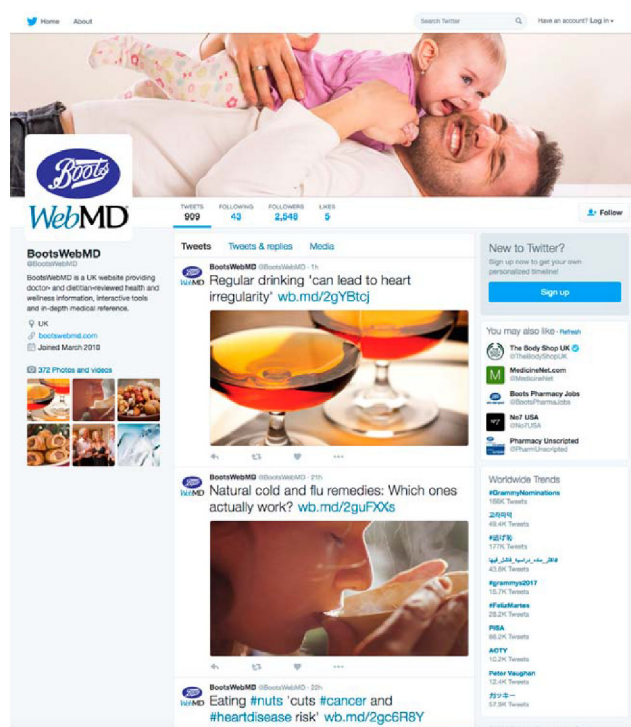 Home About
Search Twitter
Have an account? Log in
Boots
WebMD
TWEETS
909
FOLLOWING
43
FOLLOWERS
2,548
LIKES
5
Follow
BootsWebMD
@BootsWebMD
BootsWebMD is a UK website providing
doctor- and dietitian-reviewed health and
wellness information, interactive tools
and in-depth medical reference.
UK
bootswebmd.com
Joined March 2010
372 Photos and videos
Tweets Tweets & replies Media
BootsWebMD @BootsWebMD · 1h
Regular drinking 'can lead to heart
irregularity' wb.md/2gYBtcj
BootsWebMD @BootsWebMD · 21h
Natural cold and flu remedies: Which ones
actually work? wb.md/2guFXXs
BootsWebMD @BootsWebMD · 22h
Eating #nuts 'cuts #cancer and
#heartdisease risk' wb.md/2gc6R8Y
New to Twitter?
Sign up now to get your own
personalized timeline!
Sign up
You may also like · Refresh
The Body Shop UK
@TheBodyShopUK
MedicineNet.com
@MedicineNet
Boots Pharmacy Jobs
@BootsPharmaJobs
No7 USA
@No7USA
Pharmacy Unscripted
@PharmUnscripted
Worldwide Trends
#GrammyNominations
Tweets
49.4K Tweets
177K Tweets
43.8K Tweets
#grammys2017
15.7K Tweets
#FelizMartes
28.2K Tweets
PISA
88.2K Tweets
AOTY
10.2K Tweets
Peter Vaughan
12.4K Tweets
ガッキー
57.9K Tweets